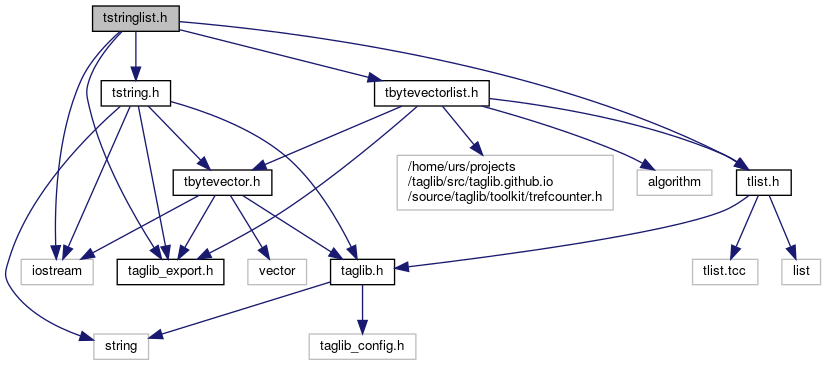 tstringlist.h
tstring.h
tbytevectorlist.h
tbytevector.h
/home/urs/projects
/taglib/src/taglib.github.io
/source/taglib/toolkit/trefcounter.h
algorithm
tlist.h
iostream
taglib_export.h
vector
taglib.h
tlist.tcc
list
string
taglib_config.h